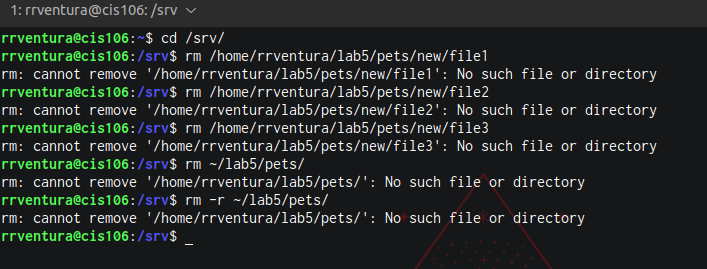 1: rrventura@cis106: /srv
rrventura@cis106:~$ cd /srv/
rrventura@cis106:/srv$ rm /home/rrventura/lab5/pets/new/file1
rm: cannot remove '/home/rrventura/lab5/pets/new/file1': No such file or directory
rrventura@cis106:/srv$ rm /home/rrventura/lab5/pets/new/file2
rm: cannot remove '/home/rrventura/lab5/pets/new/file2': No such file or directory
rrventura@cis106:/srv$ rm /home/rrventura/lab5/pets/new/file3
rm: cannot remove '/home/rrventura/lab5/pets/new/file3': No such file or directory
rrventura@cis106:/srv$ rm ~/lab5/pets/
rm: cannot remove '/home/rrventura/lab5/pets/': No such file or directory
rrventura@cis106:/srv$ rm -r ~/lab5/pets/
rm: cannot remove '/home/rrventura/lab5/pets/': No such file or directory
rrventura@cis106:/srv$ _